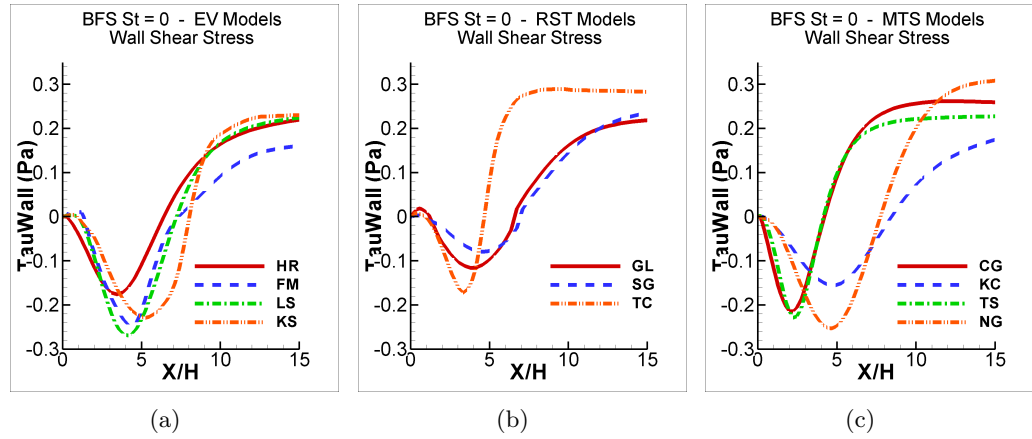 BFS St = 0 - EV Models
Wall Shear Stress
TauWall (Pa)
0.3
0.2
0.1
0
-0.1
-0.2
-0.3
0
5
10
15
X/H
HR
FM
LS
KS
(a)
BFS St = 0 - RST Models
Wall Shear Stress
TauWall (Pa)
0.3
0.2
0.1
0
-0.1
-0.2
-0.3
0
5
10
15
X/H
GL
SG
TC
(b)
BFS St = 0 - MTS Models
Wall Shear Stress
TauWall (Pa)
0.3
0.2
0.1
0
-0.1
-0.2
-0.3
0
5
10
15
X/H
CG
KC
TS
NG
(c)